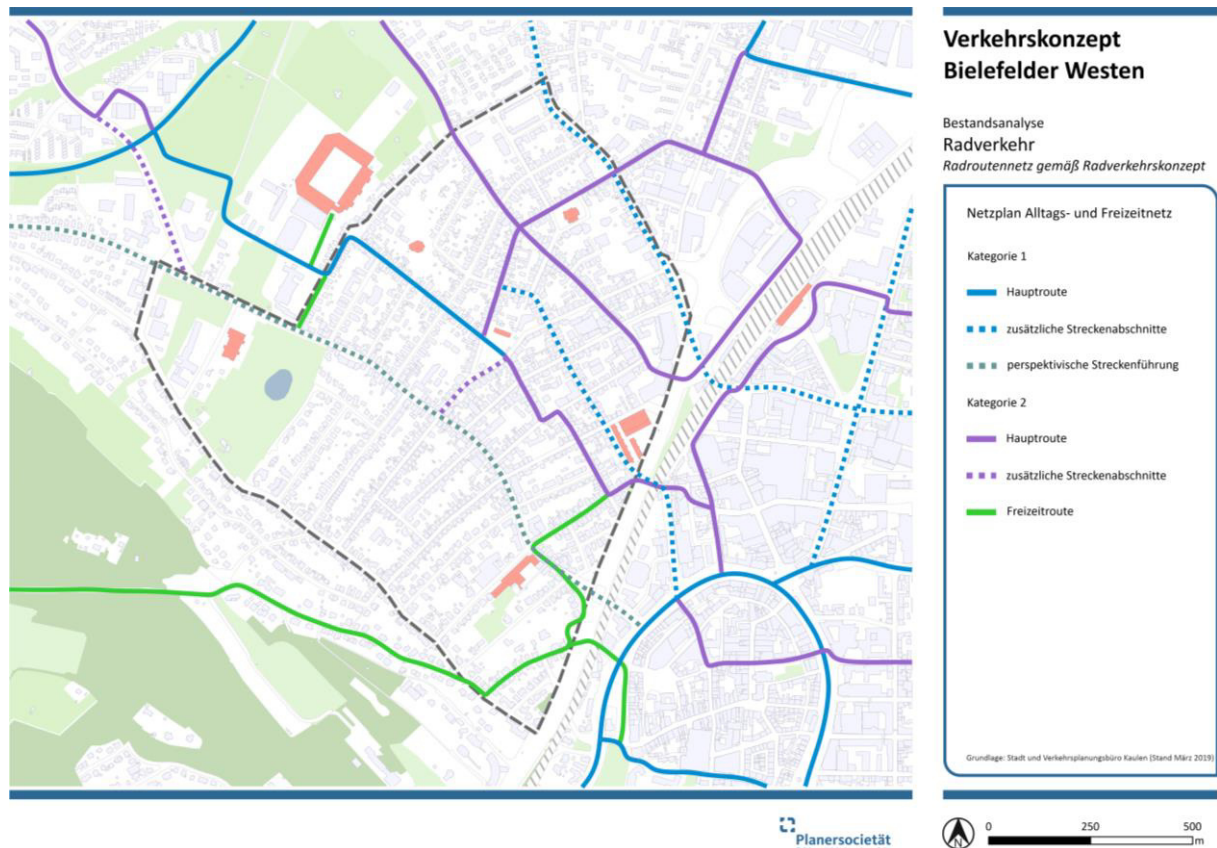 Verkehrskonzept
Bielefelder Westen
Bestandsanalyse
Radverkehr
Radroutennetz gemäß Radverkehrskonzept
Netzplan Alltags- und Freizeitnetz
Kategorie 1
Hauptroute
zusätzliche Streckenabschnitte
perspektivische Streckenführung
Kategorie 2
Hauptroute
zusätzliche Streckenabschnitte
Freizeitroute
Grundlage: Stadt und Verkehrsplanungsbüro Kaulen (Stand März 2019)
Planersocietät
N
0 250 500
m